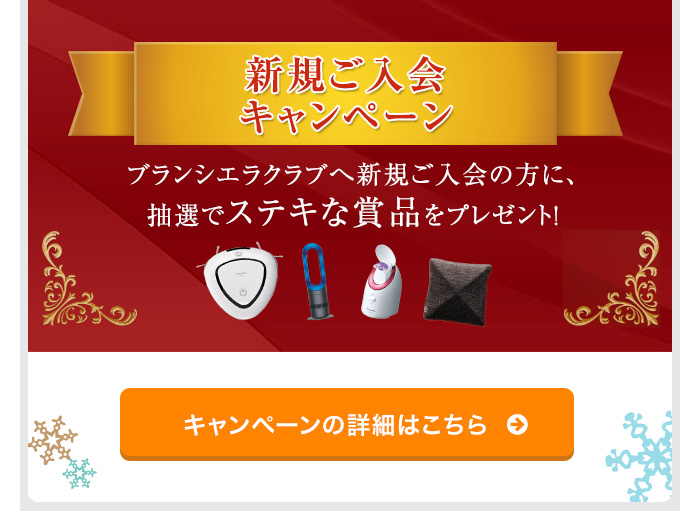 新規ご入会
キャンペーン
ブランシエラクラブへ新規ご入会の方に、
抽選でステキな賞品をプレゼント!
キャンペーンの詳細はこちら